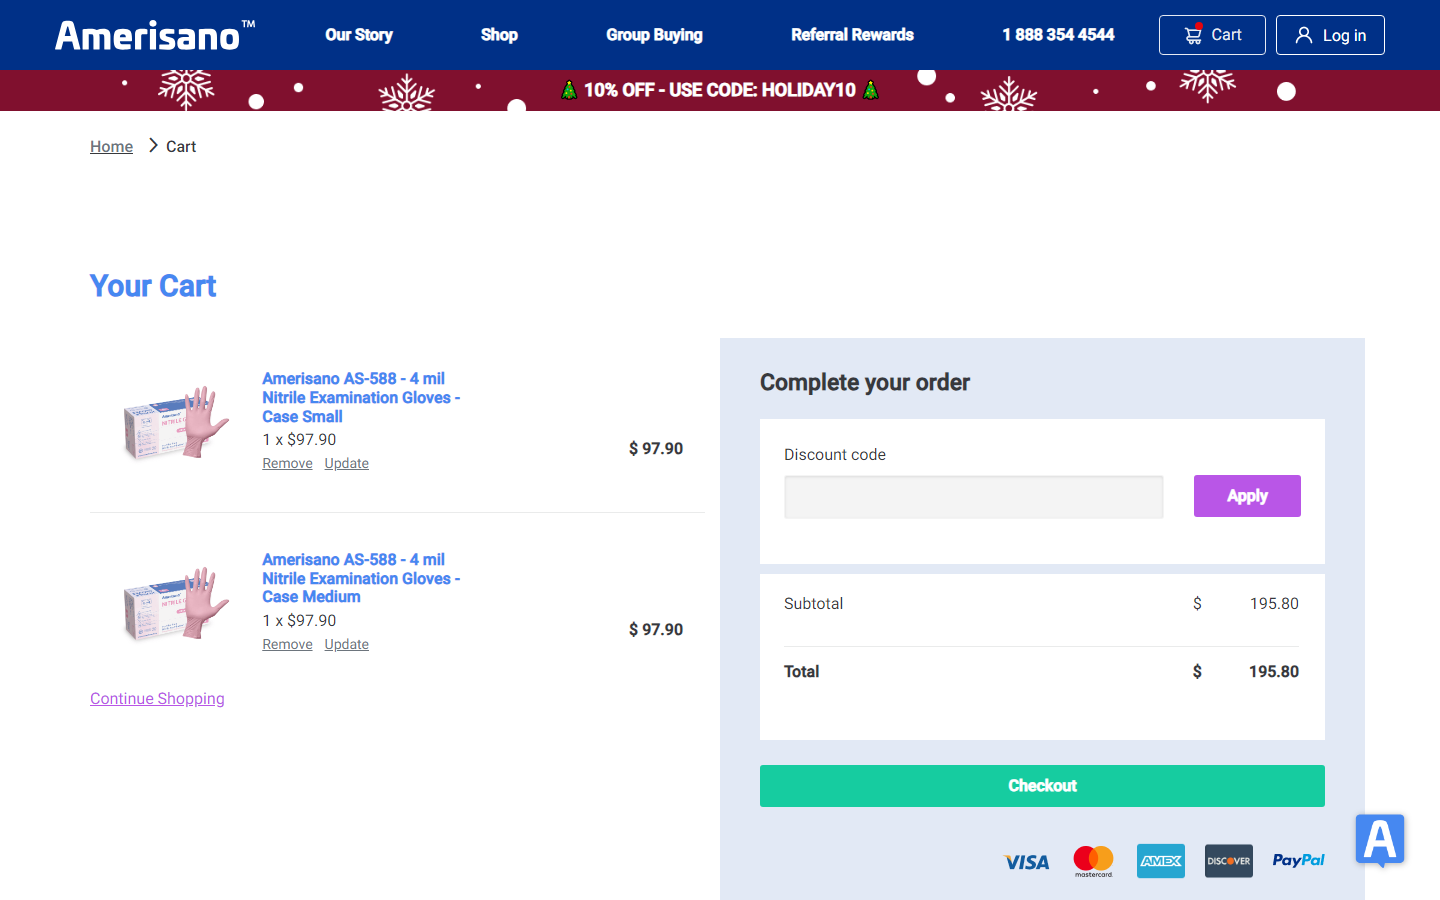 Amerisano™
Our Story
Shop
Group Buying
Referral Rewards
1 888 354 4544
Cart
Log in
🎄 10% OFF - USE CODE: HOLIDAY10 🎄
Home > Cart
Your Cart
Amerisano AS-588 - 4 mil
Nitrile Examination Gloves -
Case Small
1 x $97.90
Remove Update
$ 97.90
Amerisano AS-588 - 4 mil
Nitrile Examination Gloves -
Case Medium
1 x $97.90
Remove Update
$ 97.90
Continue Shopping
Complete your order
Discount code
Apply
Subtotal $ 195.80
Total $ 195.80
Checkout
VISA
mastercard
AMEX
DISCOVER
PayPal
A